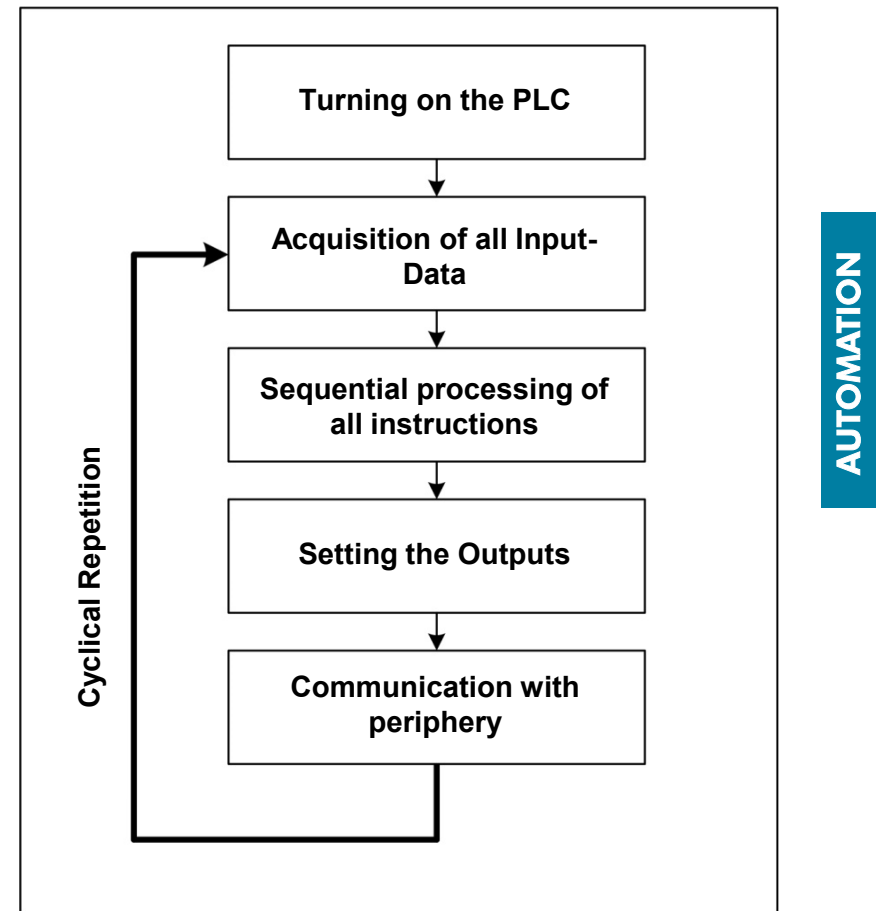 Turning on the PLC
Acquisition of all Input-
Data
Sequential processing of
all instructions
Setting the Outputs
Communication with
periphery
Cyclical Repetition
AUTOMATION